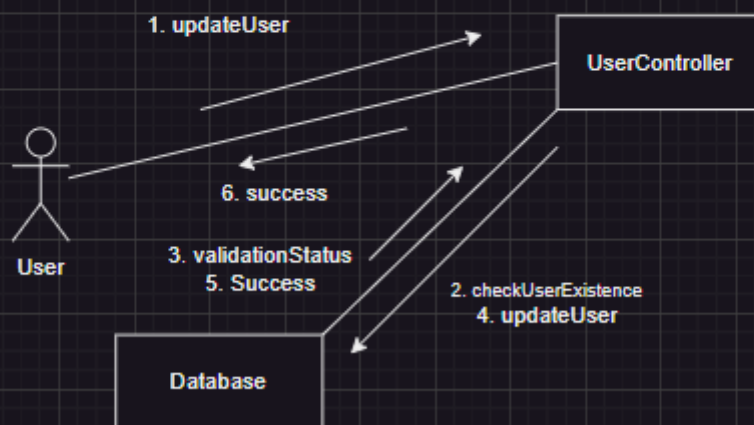 1. updateUser
UserController
6. success
User
3. validationStatus
5. Success
2. checkUserExistence
4. updateUser
Database